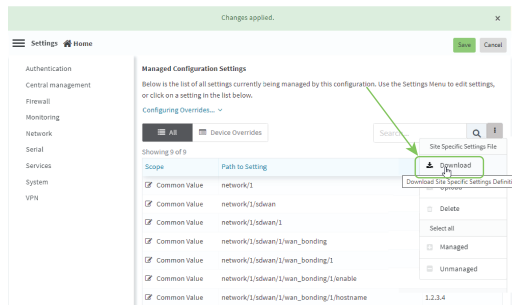 Changes applied.
×
Settings Home
Save Cancel
Authentication
Central management
Firewall
Monitoring
Network
Serial
Services
System
VPN
Managed Configuration Settings
Below is the list of all settings currently being managed by this configuration. Use the Settings Menu to edit settings,
or click on a setting in the list below.
Configuring Overrides...
All Device Overrides
Search...
Showing 9 of 9
Scope Path to Setting
Common Value network/1
Common Value network/1/sdwan
Common Value network/1/sdwan/1
Common Value network/1/sdwan/1/wan_bonding
Common Value network/1/sdwan/1/wan_bonding/1
Common Value network/1/sdwan/1/wan_bonding/1/enable
Common Value network/1/sdwan/1/wan_bonding/1/hostname 1.2.3.4
Site Specific Settings File
Download
Download Site Specific Settings Definiti
Upload
Delete
Select all
Managed
Unmanaged